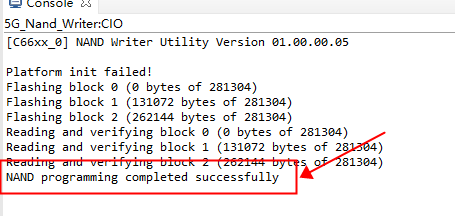 Console
5G_Nand_Writer:CIO
[C66xx_0] NAND Writer Utility Version 01.00.00.05
Platform init failed!
Flashing block 0 (0 bytes of 281304)
Flashing block 1 (131072 bytes of 281304)
Flashing block 2 (262144 bytes of 281304)
Reading and verifying block 0 (0 bytes of 281304)
Reading and verifying block 1 (131072 bytes of 281304)
Reading and verifying block 2 (262144 bytes of 281304)
NAND programming completed successfully